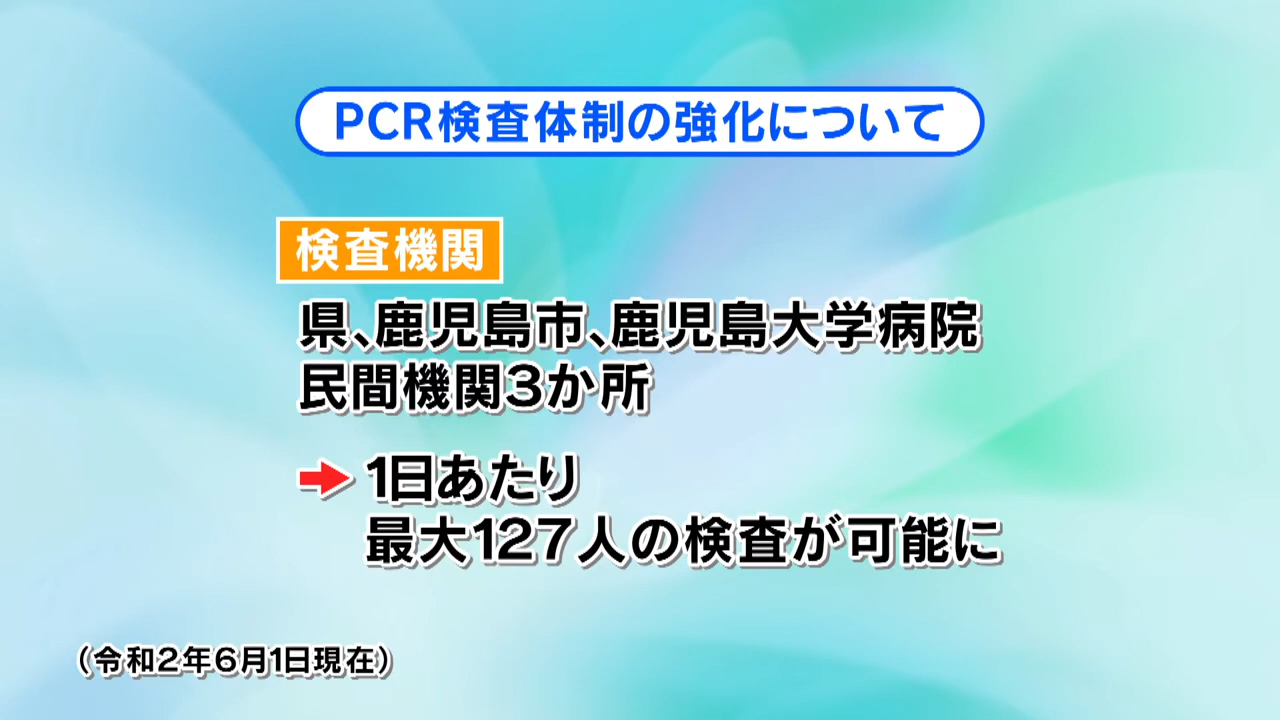 PCR検査体制の強化について
検査機関
県、鹿児島市、鹿児島大学病院
民間機関3か所
➡ 1日あたり
最大127人の検査が可能に
（令和2年6月1日現在）